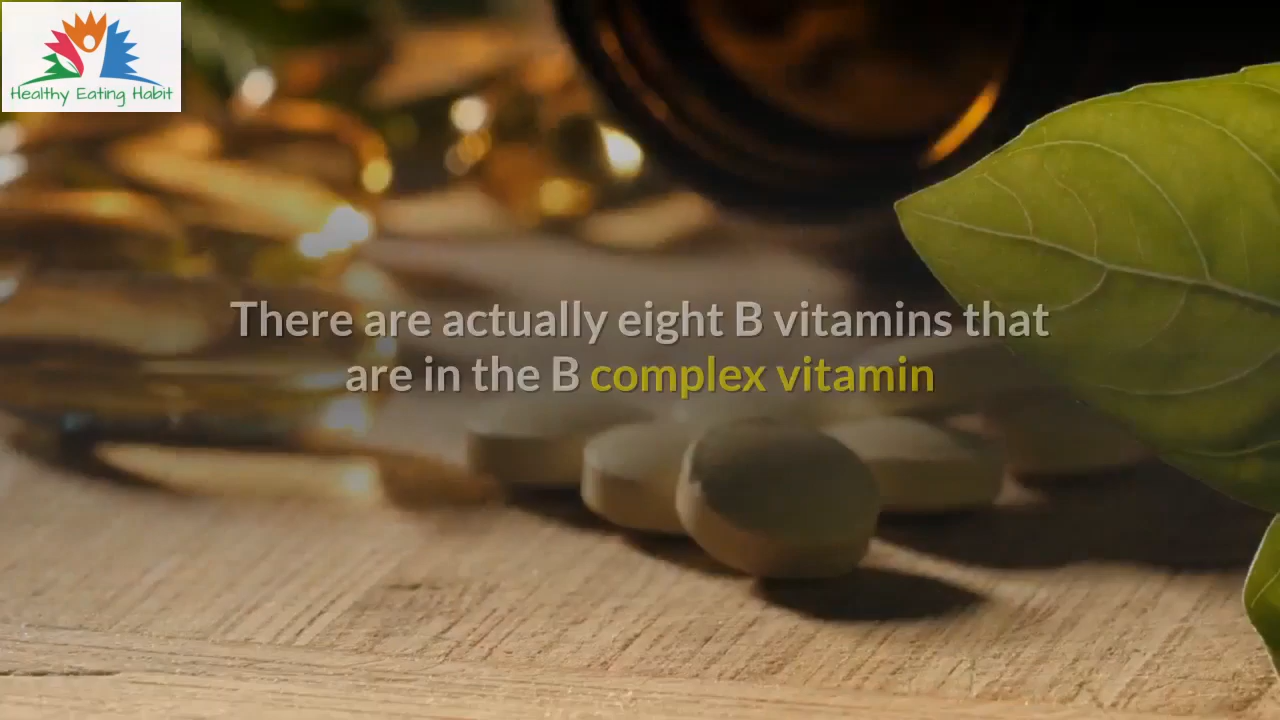 Healthy Eating Habit
There are actually eight B vitamins that
are in the B complex vitamin